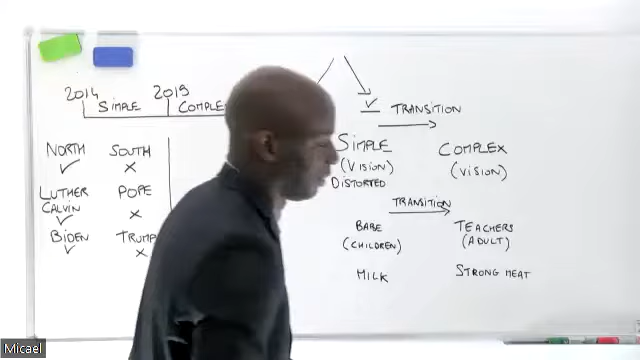 2014 2019
SIMPLE COMPLEX
NORTH SOUTH
LUTHER POPE
CALVIN
BIDEN TRUMP
TRANSITION
SIMPLE COMPLEX
(VISION) (VISION)
DISTORTED
TRANSITION
BABE TEACHERS
(CHILDREN) (ADULT)
MILK STRONG MEAT
Micael